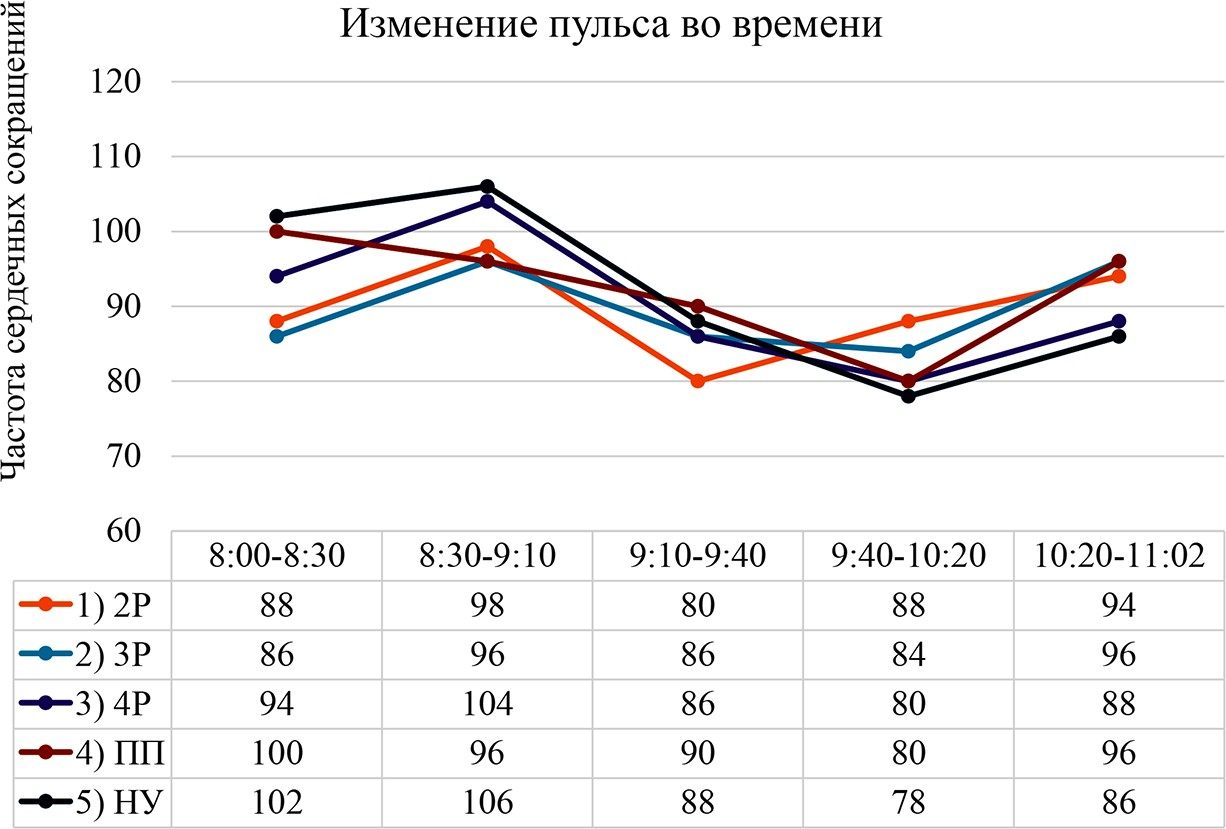 Изменение пульса во времени
Частота сердечных сокращений
120
110
100
90
80
70
60
8:00-8:30 8:30-9:10 9:10-9:40 9:40-10:20 10:20-11:02
1) 2Р 88 98 80 88 94
2) 3Р 86 96 86 84 96
3) 4Р 94 104 86 80 88
4) ПП 100 96 90 80 96
5) НУ 102 106 88 78 86